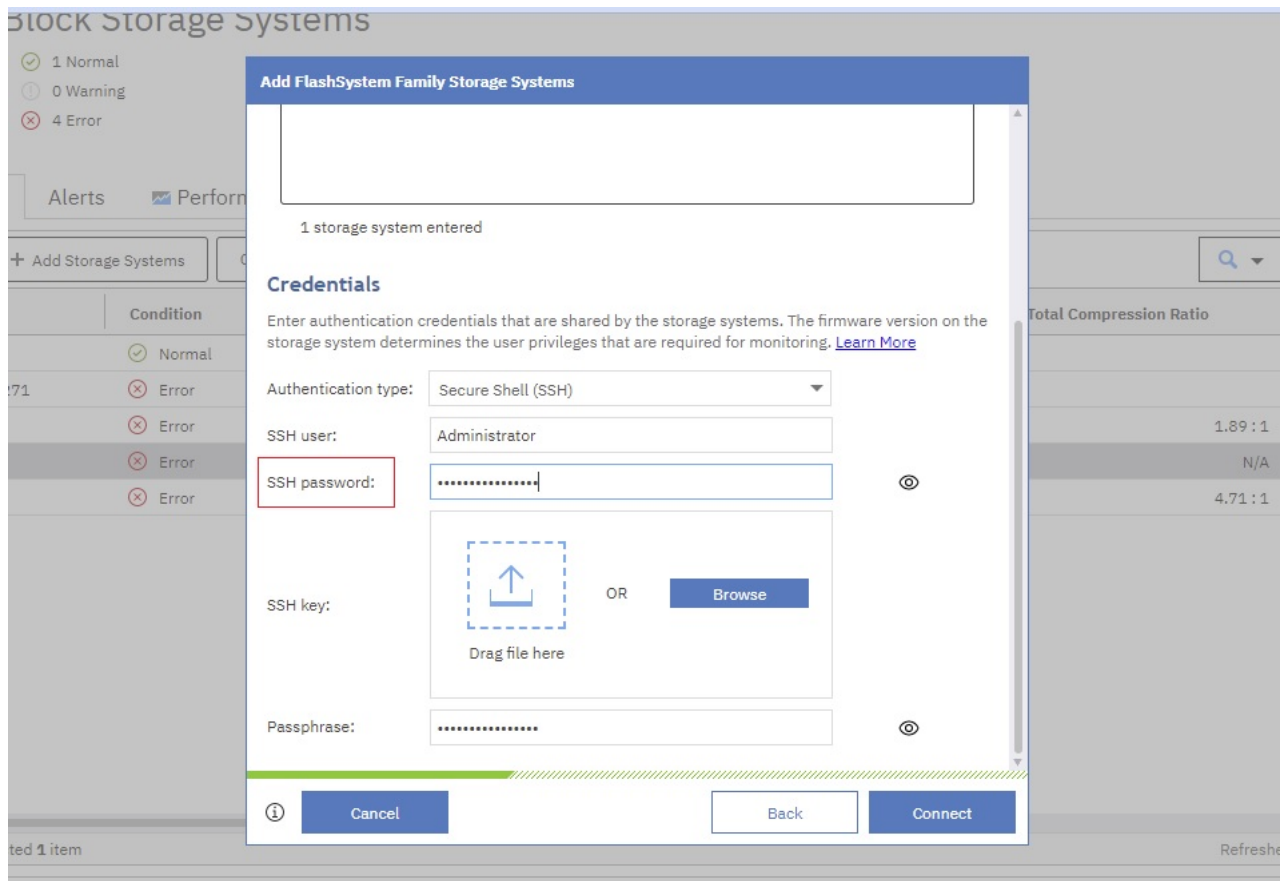 Block Storage Systems
1 Normal
0 Warning
4 Error
Alerts
Perforn
+ Add Storage Systems
Condition
Total Compression Ratio
Normal
271 Error
Error 1.89 : 1
Error N/A
Error 4.71 : 1
ted 1 item
Refreshe
Add FlashSystem Family Storage Systems
1 storage system entered
Credentials
Enter authentication credentials that are shared by the storage systems. The firmware version on the
storage system determines the user privileges that are required for monitoring. Learn More
Authentication type: Secure Shell (SSH)
SSH user: Administrator
SSH password: ••••••••••••••••
SSH key:
OR
Browse
Drag file here
Passphrase: ••••••••••••••••
Cancel
Back
Connect